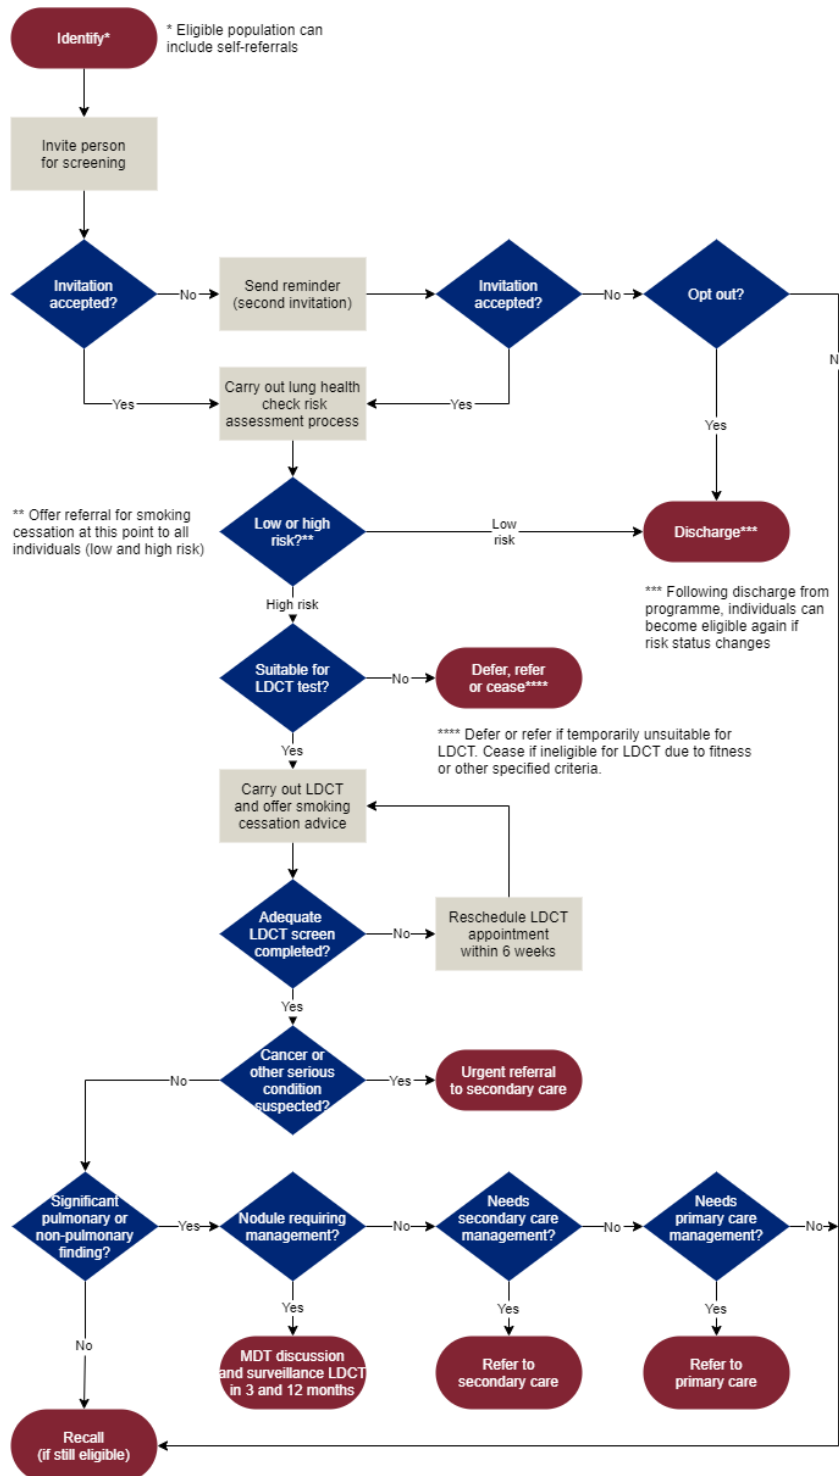 Identify*
* Eligible population can
include self-referrals
Invite person
for screening
Invitation
accepted?
No
Send reminder
(second invitation)
Invitation
accepted?
No
Opt out?
N
Yes
Carry out lung health
check risk
assessment process
Yes
Yes
** Offer referral for smoking
cessation at this point to all
individuals (low and high risk)
Low or high
risk?**
Low
risk
Discharge***
*** Following discharge from
programme, individuals can
become eligible again if
risk status changes
High risk
Suitable for
LDCT test?
No
Defer, refer
or cease****
**** Defer or refer if temporarily unsuitable for
LDCT. Cease if ineligible for LDCT due to fitness
or other specified criteria.
Yes
Carry out LDCT
and offer smoking
cessation advice
Adequate
LDCT screen
completed?
No
Reschedule LDCT
appointment
within 6 weeks
Yes
Cancer or
other serious
condition
suspected?
No
Yes
Urgent referral
to secondary care
Significant
pulmonary or
non-pulmonary
finding?
Yes
Nodule requiring
management?
No
Needs
secondary care
management?
No
Needs
primary care
management?
No
No
Yes
Yes
Yes
MDT discussion
and surveillance LDCT
in 3 and 12 months
Refer to
secondary care
Refer to
primary care
Recall
(if still eligible)